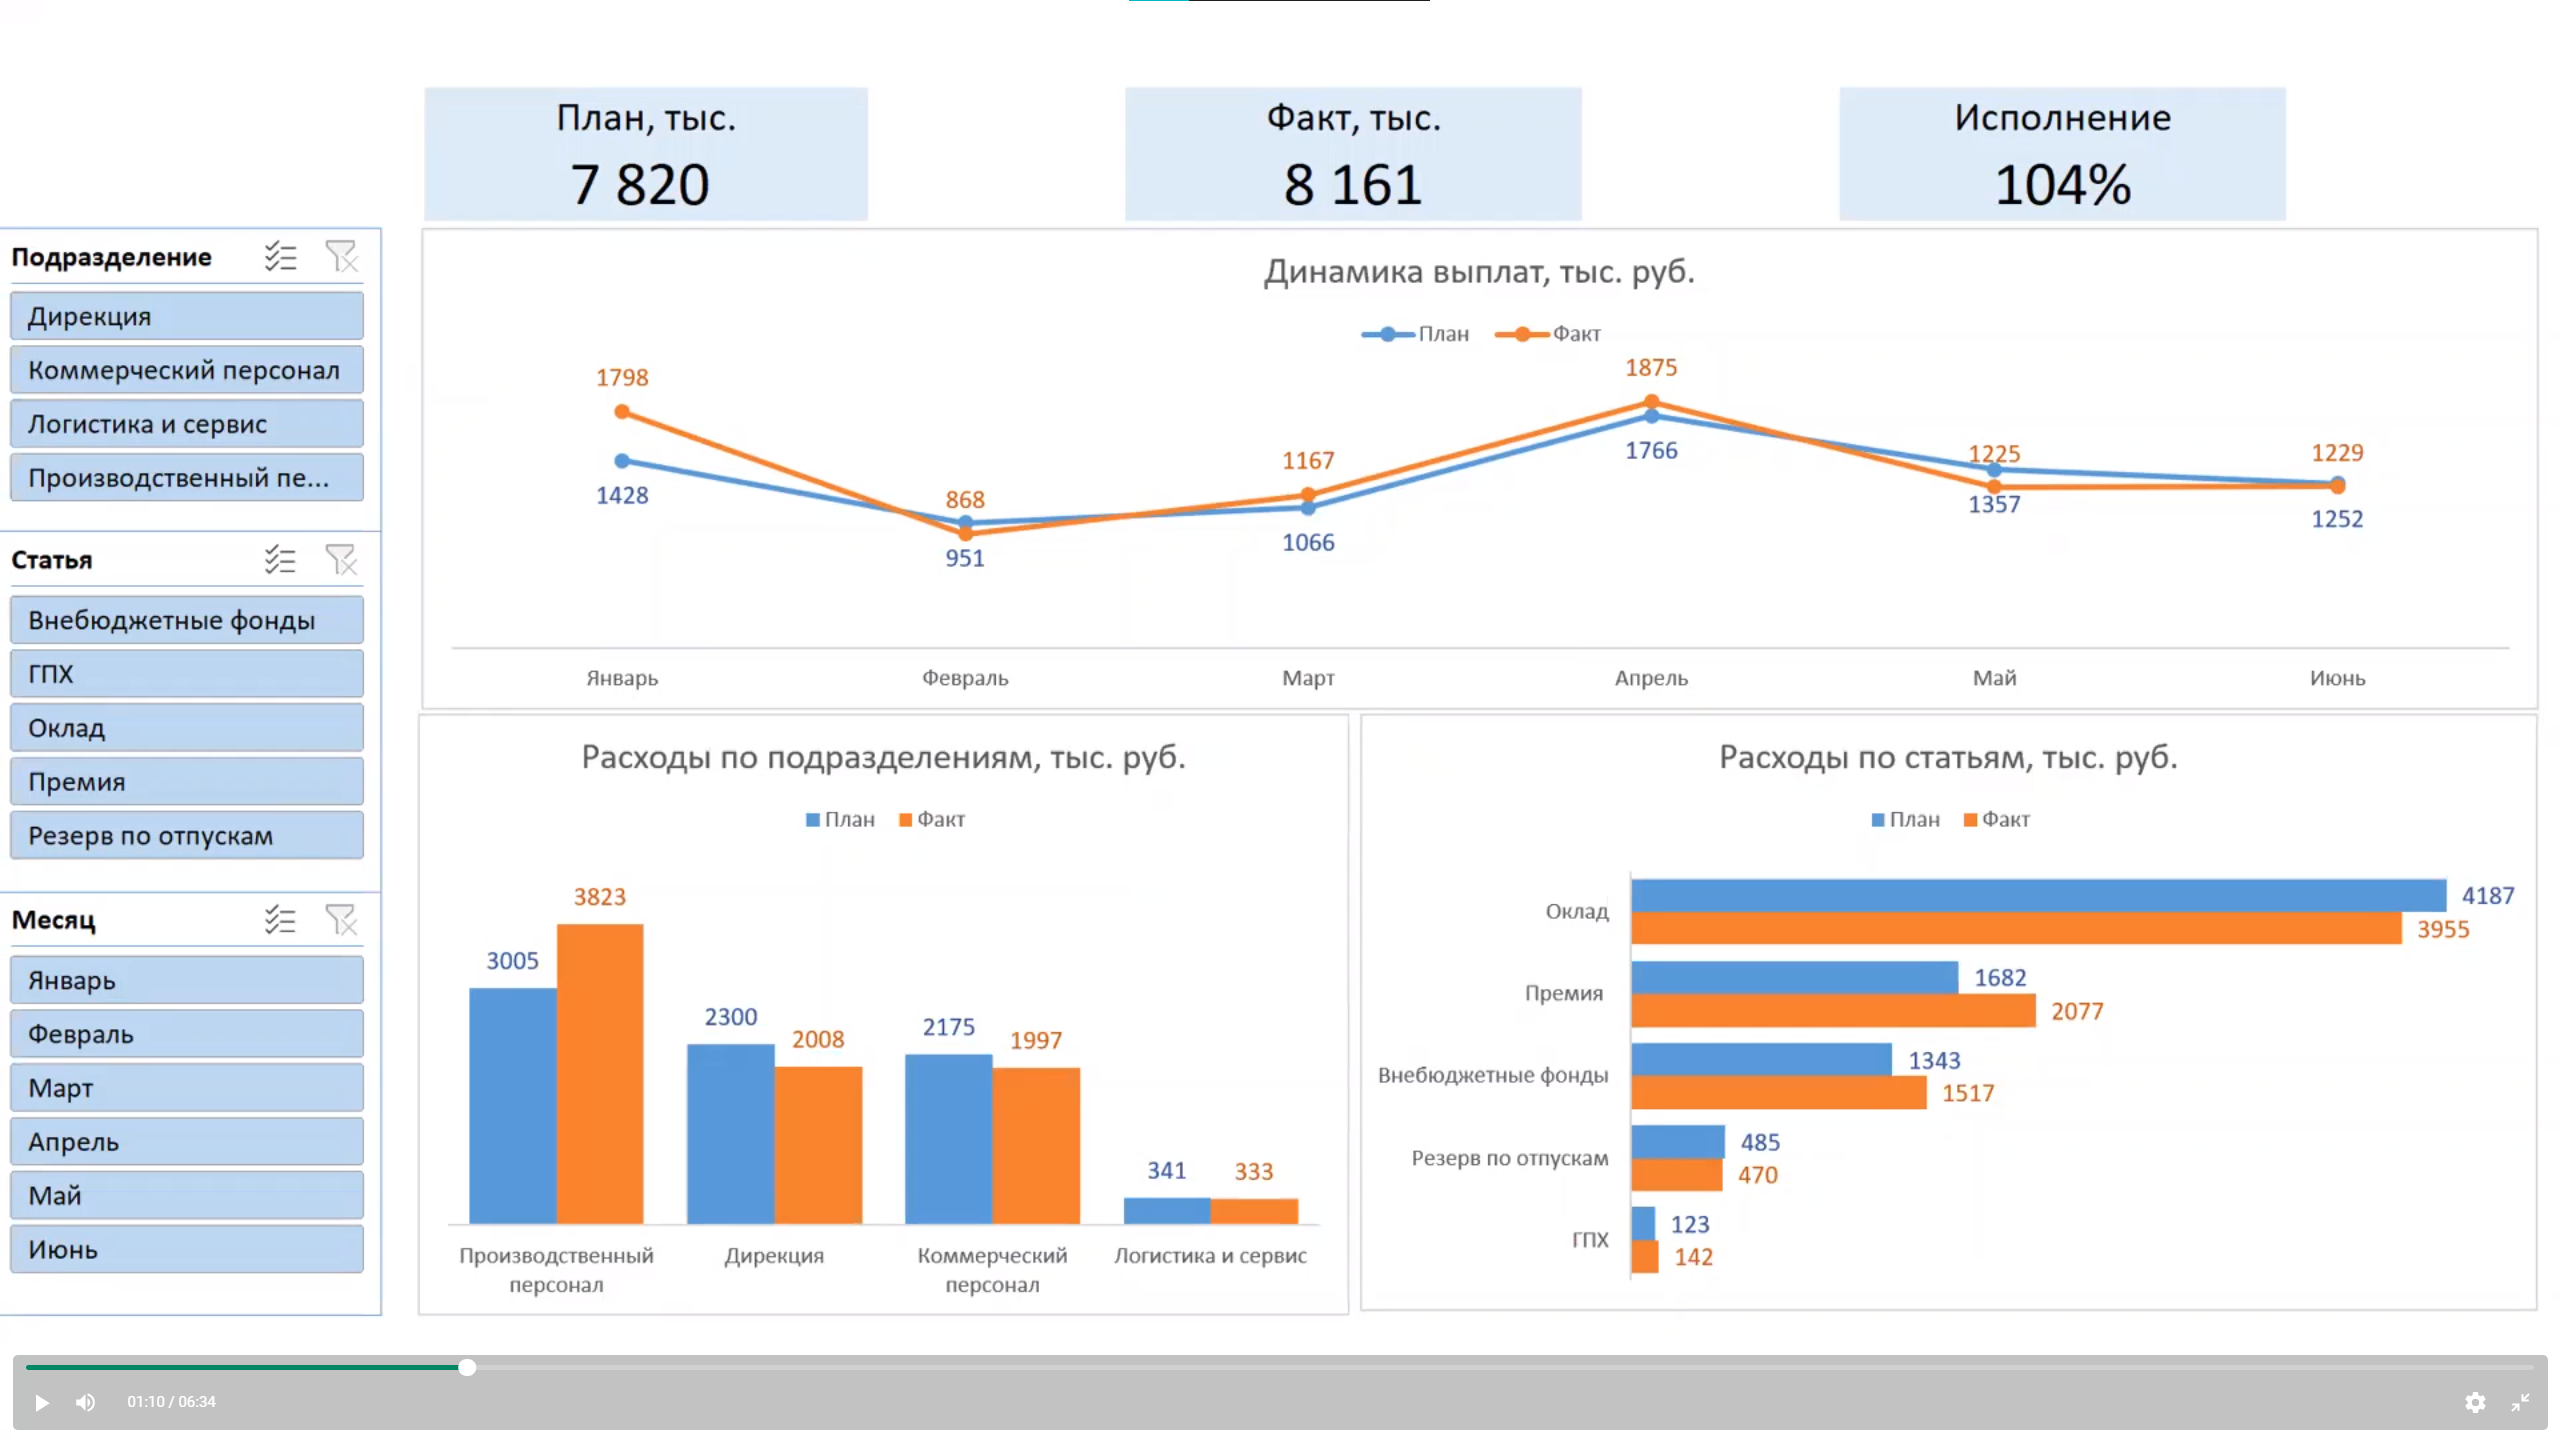 План, тыс.
7 820
Факт, тыс.
8 161
Исполнение
104%
Подразделение
Дирекция
Коммерческий персонал
Логистика и сервис
Производственный пе...
Статья
Внебюджетные фонды
ГПХ
Оклад
Премия
Резерв по отпускам
Месяц
Январь
Февраль
Март
Апрель
Май
Июнь
Динамика выплат, тыс. руб.
План Факт
1798 868 1167 1875 1225 1229
1428 951 1066 1766 1357 1252
Январь Февраль Март Апрель Май Июнь
Расходы по подразделениям, тыс. руб.
План Факт
3005 3823 2300 2008 2175 1997 341 333
Производственный персонал
Дирекция
Коммерческий персонал
Логистика и сервис
Расходы по статьям, тыс. руб.
План Факт
Оклад 4187 3955
Премия 1682 2077
Внебюджетные фонды 1343 1517
Резерв по отпускам 485 470
ГПХ 123 142
01:10 / 06:34